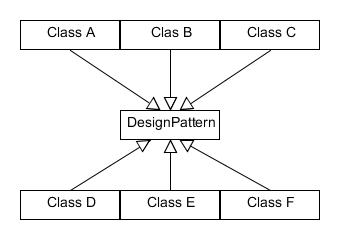 Class A
Clas B
Class C
DesignPattern
Class D
Class E
Class F